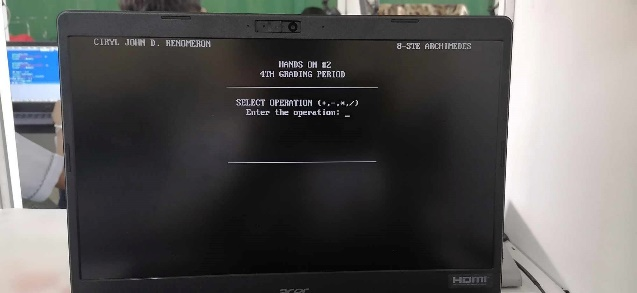 CIRYL JOHN D. RENOMERON 8-STE ARCHIMEDES
HANDS ON #2
4TH GRADING PERIOD
SELECT OPERATION (+,-,*,/)
Enter the operation: _
acer
HDMI